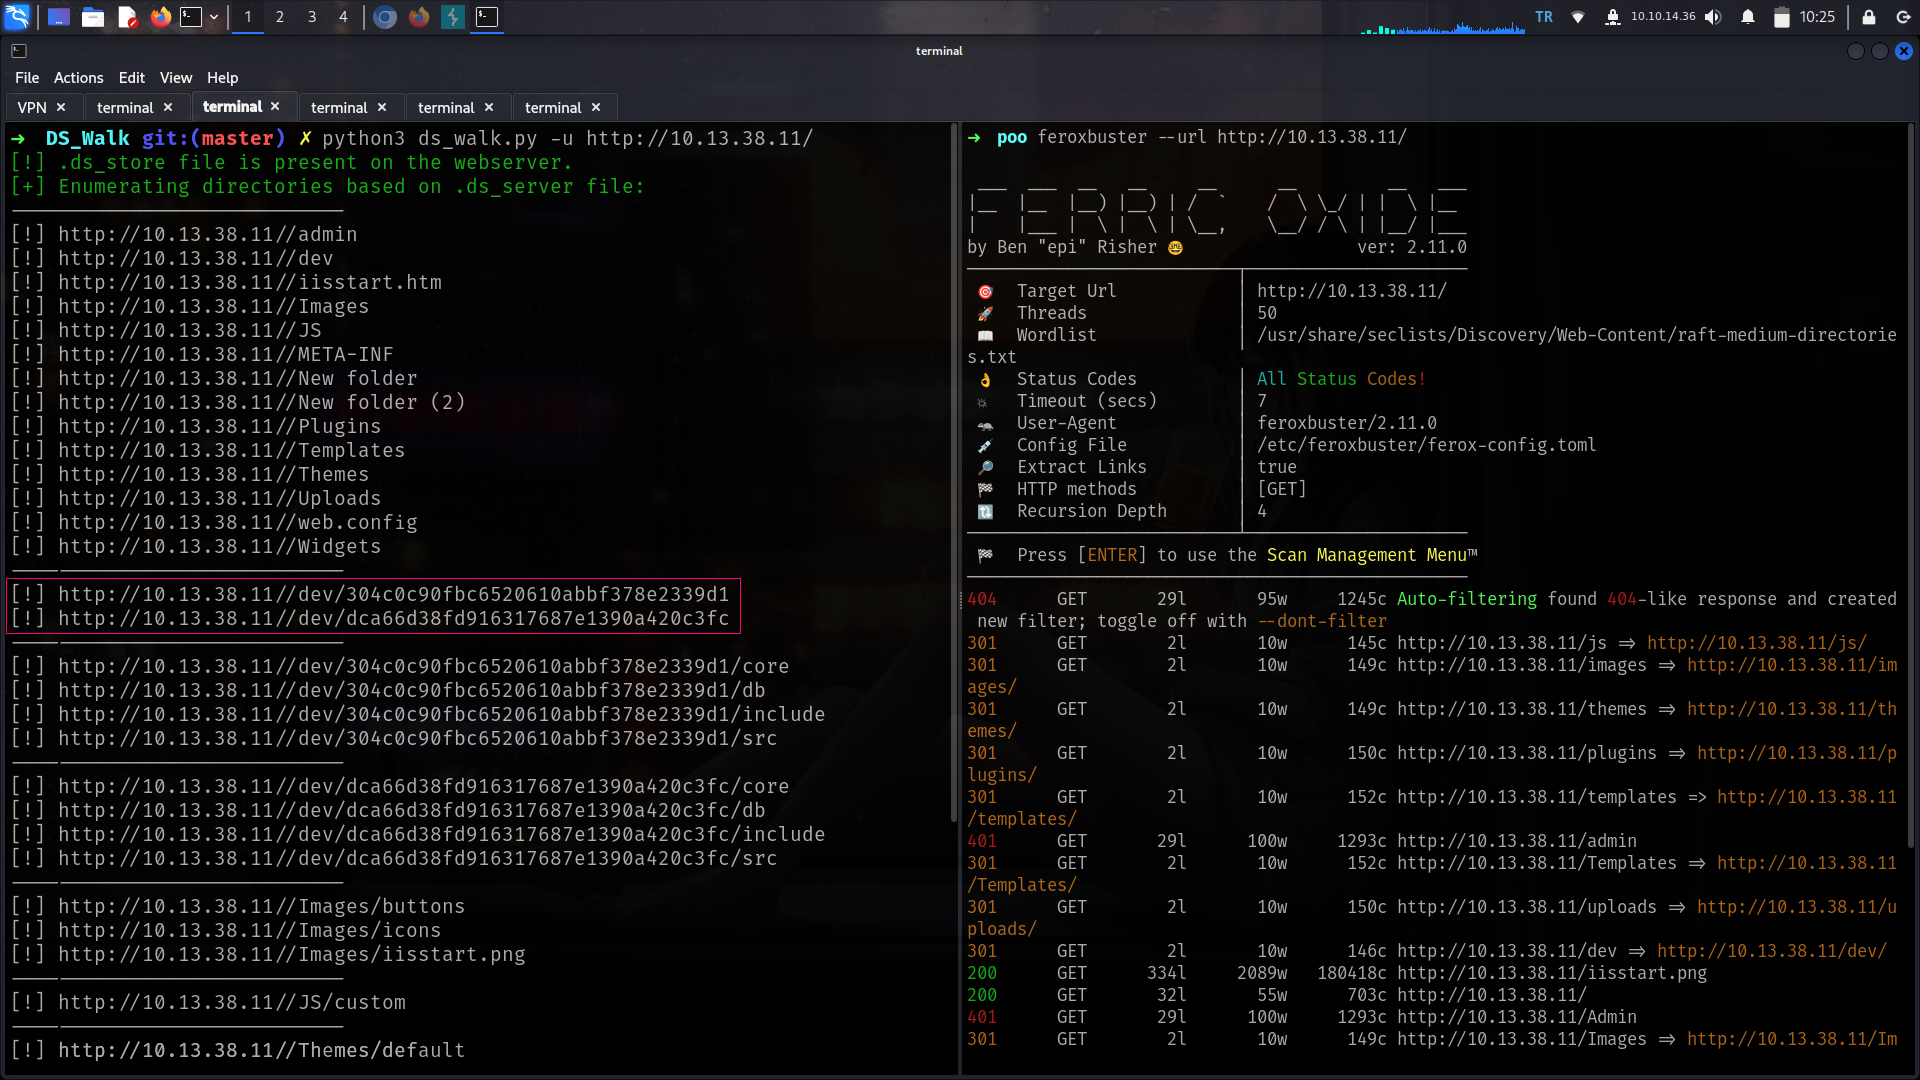 1 2 3 4 TR 10.10.14.36 10:25
terminal
File Actions Edit View Help
VPN × terminal × terminal × terminal × terminal × terminal ×
➜ DS_Walk git:(master) ✗ python3 ds_walk.py -u http://10.13.38.11/
[!] .ds_store file is present on the webserver.
[+] Enumerating directories based on .ds_server file:
----------------------------
[!] http://10.13.38.11//admin
[!] http://10.13.38.11//dev
[!] http://10.13.38.11//iisstart.htm
[!] http://10.13.38.11//Images
[!] http://10.13.38.11//JS
[!] http://10.13.38.11//META-INF
[!] http://10.13.38.11//New folder
[!] http://10.13.38.11//New folder (2)
[!] http://10.13.38.11//Plugins
[!] http://10.13.38.11//Templates
[!] http://10.13.38.11//Themes
[!] http://10.13.38.11//Uploads
[!] http://10.13.38.11//web.config
[!] http://10.13.38.11//Widgets
----------------------------
[!] http://10.13.38.11//dev/304c0c90fbc6520610abbf378e2339d1
[!] http://10.13.38.11//dev/dca66d38fd916317687e1390a420c3fc
----------------------------
[!] http://10.13.38.11//dev/304c0c90fbc6520610abbf378e2339d1/core
[!] http://10.13.38.11//dev/304c0c90fbc6520610abbf378e2339d1/db
[!] http://10.13.38.11//dev/304c0c90fbc6520610abbf378e2339d1/include
[!] http://10.13.38.11//dev/304c0c90fbc6520610abbf378e2339d1/src
----------------------------
[!] http://10.13.38.11//dev/dca66d38fd916317687e1390a420c3fc/core
[!] http://10.13.38.11//dev/dca66d38fd916317687e1390a420c3fc/db
[!] http://10.13.38.11//dev/dca66d38fd916317687e1390a420c3fc/include
[!] http://10.13.38.11//dev/dca66d38fd916317687e1390a420c3fc/src
----------------------------
[!] http://10.13.38.11//Images/buttons
[!] http://10.13.38.11//Images/icons
[!] http://10.13.38.11//Images/iisstart.png
----------------------------
[!] http://10.13.38.11//JS/custom
----------------------------
[!] http://10.13.38.11//Themes/default
➜ poo feroxbuster --url http://10.13.38.11/
FERRIC OXIDE
by Ben "epi" Risher 🤓 ver: 2.11.0
🎯 Target Url │ http://10.13.38.11/
🚀 Threads │ 50
📖 Wordlist │ /usr/share/seclists/Discovery/Web-Content/raft-medium-directorie
s.txt
👌 Status Codes │ All Status Codes!
💥 Timeout (secs) │ 7
🦡 User-Agent │ feroxbuster/2.11.0
💉 Config File │ /etc/feroxbuster/ferox-config.toml
🔎 Extract Links │ true
🏁 HTTP methods │ [GET]
🔃 Recursion Depth │ 4
🏁 Press [ENTER] to use the Scan Management Menu™
404 GET 29l 95w 1245c Auto-filtering found 404-like response and created
new filter; toggle off with --dont-filter
301 GET 2l 10w 145c http://10.13.38.11/js => http://10.13.38.11/js/
301 GET 2l 10w 149c http://10.13.38.11/images => http://10.13.38.11/im
ages/
301 GET 2l 10w 149c http://10.13.38.11/themes => http://10.13.38.11/th
emes/
301 GET 2l 10w 150c http://10.13.38.11/plugins => http://10.13.38.11/p
lugins/
301 GET 2l 10w 152c http://10.13.38.11/templates => http://10.13.38.11
/templates/
401 GET 29l 100w 1293c http://10.13.38.11/admin
301 GET 2l 10w 152c http://10.13.38.11/Templates => http://10.13.38.11
/Templates/
301 GET 2l 10w 150c http://10.13.38.11/uploads => http://10.13.38.11/u
ploads/
301 GET 2l 10w 146c http://10.13.38.11/dev => http://10.13.38.11/dev/
200 GET 334l 2089w 180418c http://10.13.38.11/iisstart.png
200 GET 32l 55w 703c http://10.13.38.11/
401 GET 29l 100w 1293c http://10.13.38.11/Admin
301 GET 2l 10w 149c http://10.13.38.11/Images => http://10.13.38.11/Im